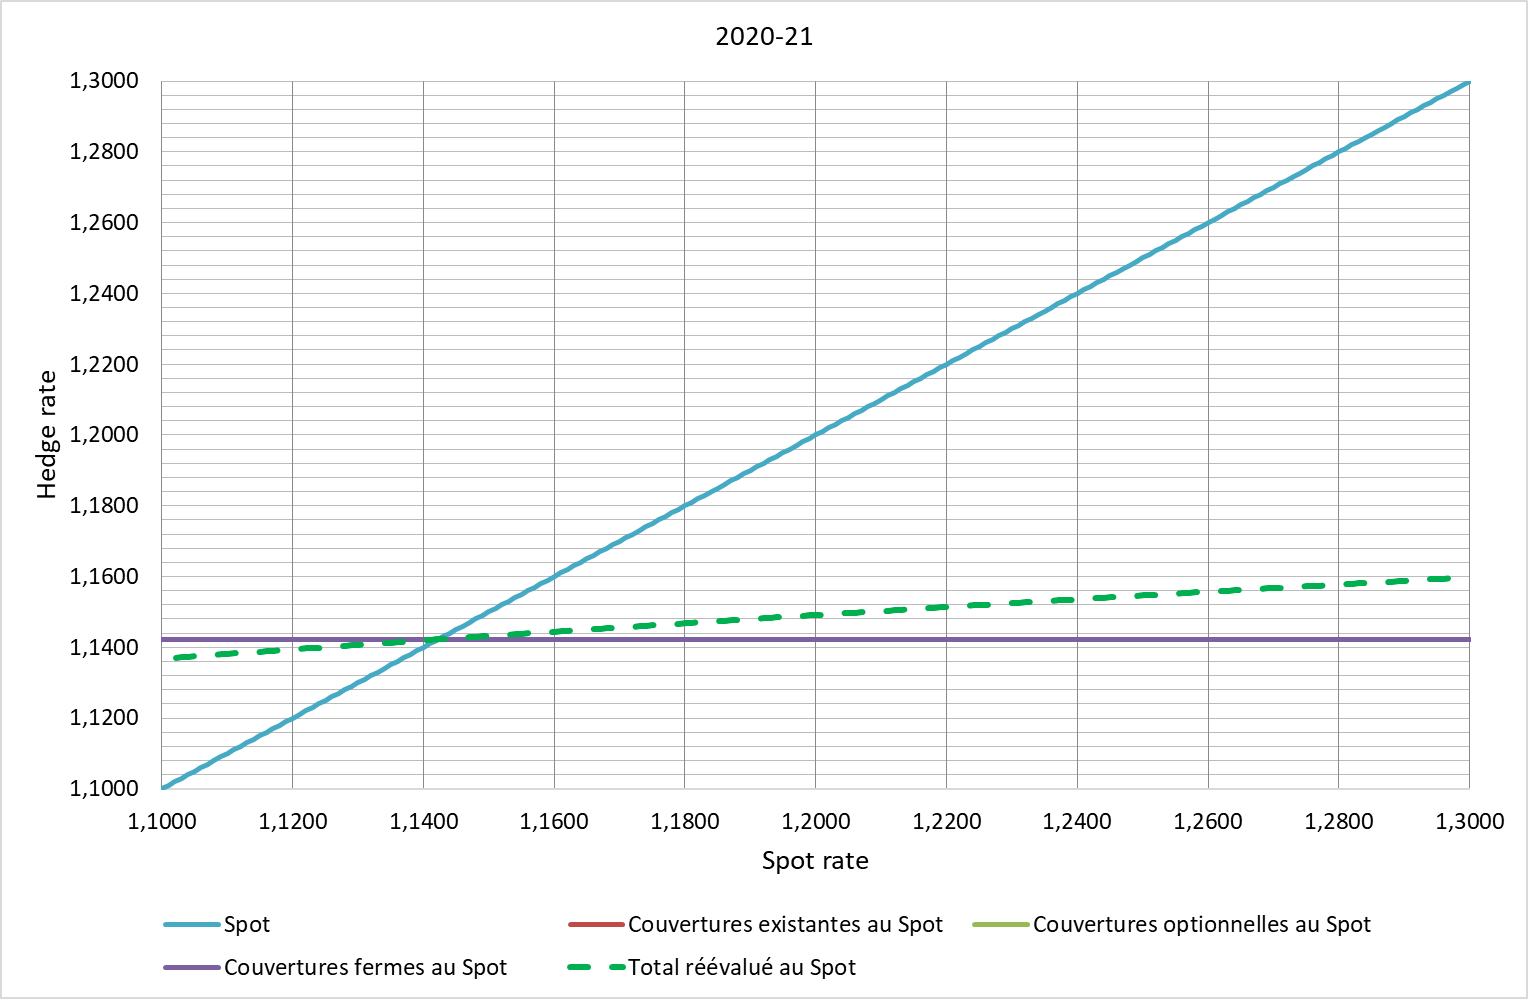 2020-21
1,3000
1,2800
1,2600
1,2400
1,2200
1,2000
1,1800
1,1600
1,1400
1,1200
1,1000
Hedge rate
1,1000 1,1200 1,1400 1,1600 1,1800 1,2000 1,2200 1,2400 1,2600 1,2800 1,3000
Spot rate
Spot Couvertures existantes au Spot Couvertures optionnelles au Spot
Couvertures fermes au Spot Total réévalué au Spot